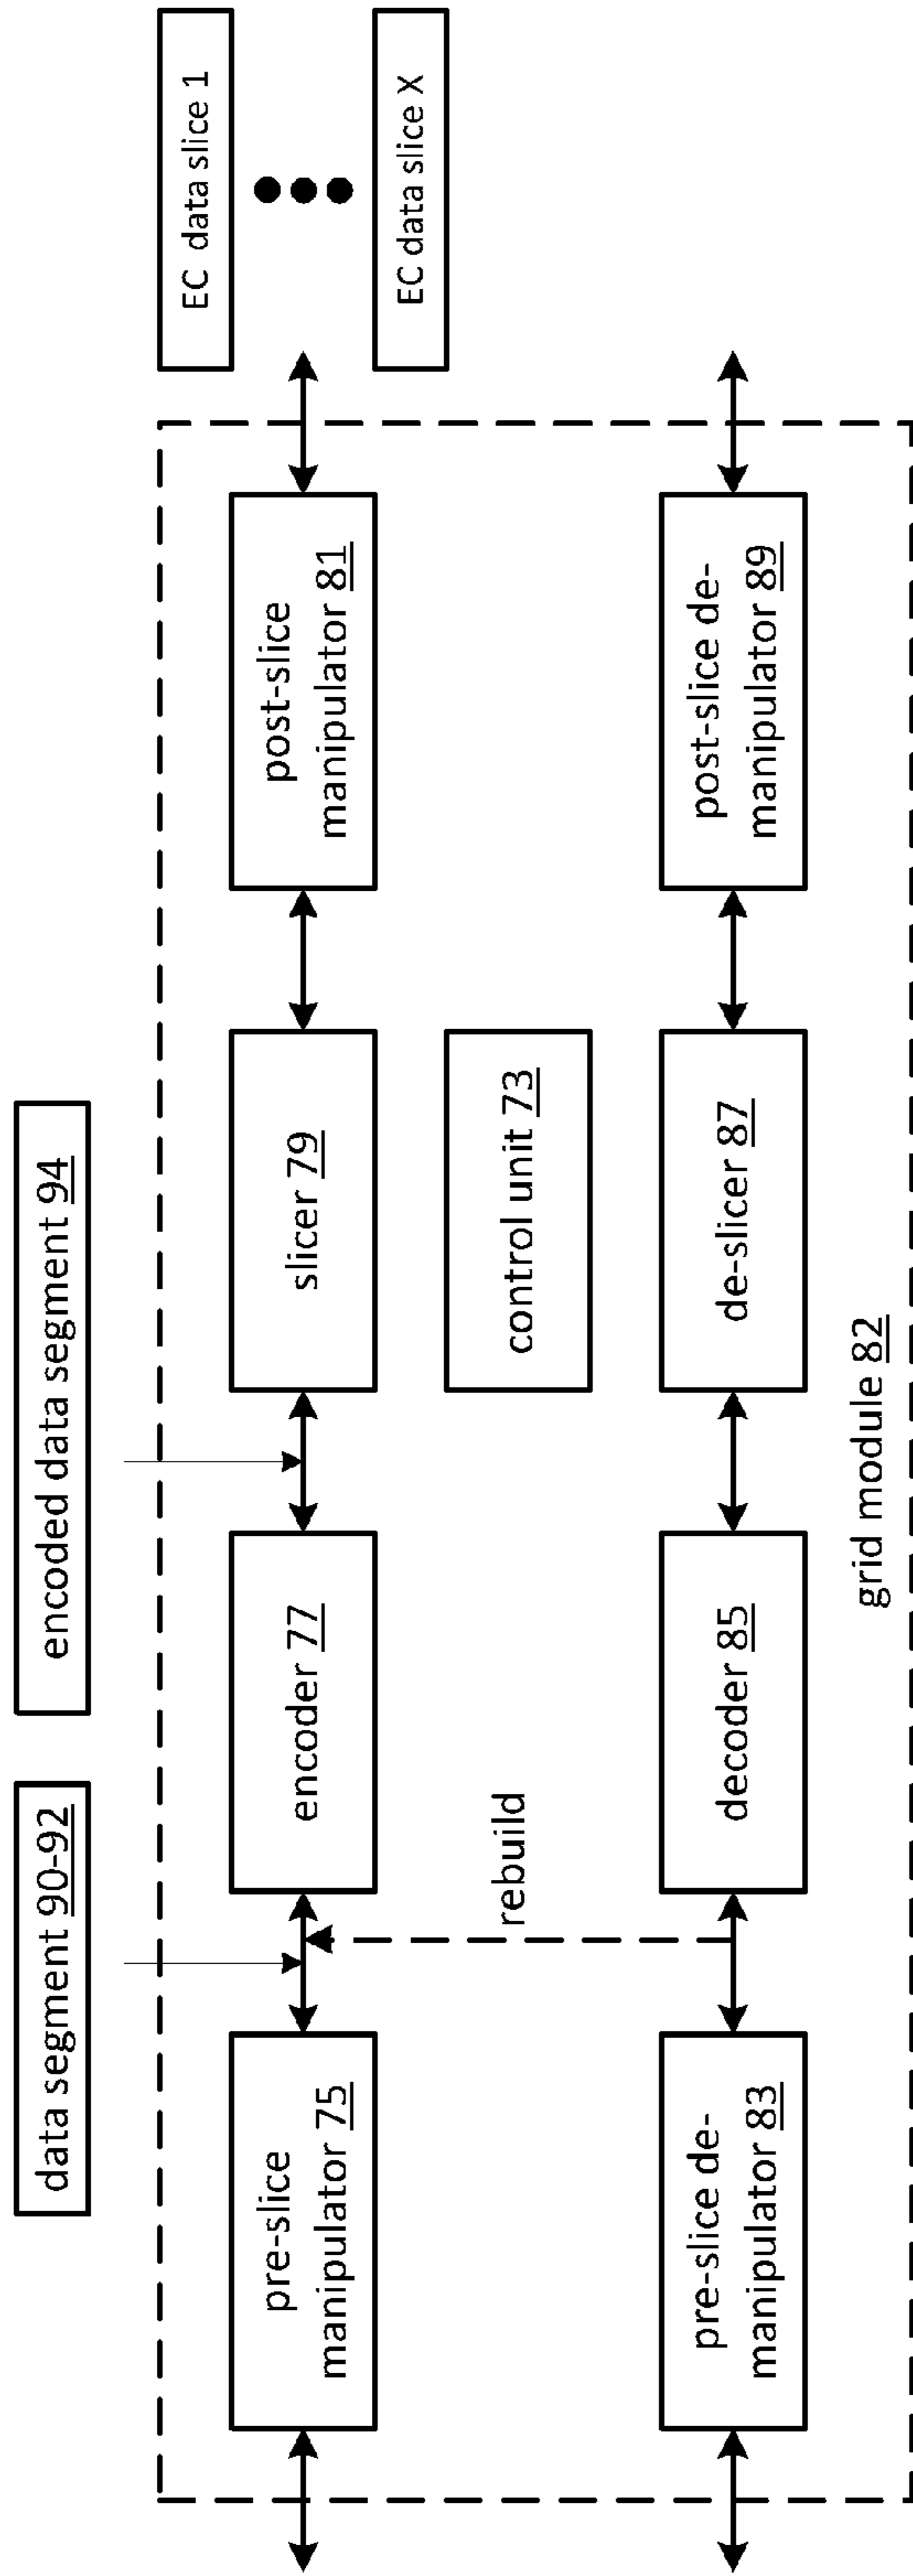 data segment 90-92
encoded data segment 94
EC data slice 1
EC data slice X
pre-slice
manipulator 75
encoder 77
slicer 79
post-slice
manipulator 81
rebuild
control unit 73
pre-slice de-
manipulator 83
decoder 85
de-slicer 87
post-slice de-
manipulator 89
grid module 82